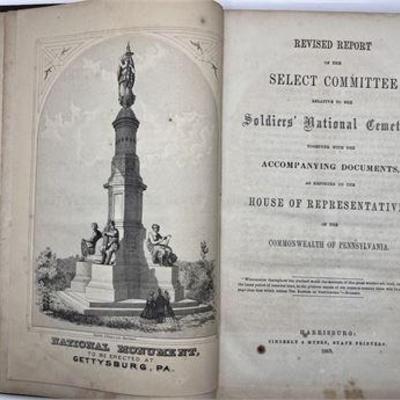 NATIONAL MONUMENT,
TO BE ERECTED AT
GETTYSBURG, PA.
REVISED REPORT
OF THE
SELECT COMMITTEE
RELATIVE TO THE
Soldiers' National Cemet
TOGETHER WITH THE
ACCOMPANYING DOCUMENTS,
AS REPORTED TO THE
HOUSE OF REPRESENTATIVE
OF THE
COMMONWEALTH OF PENNSYLVANIA.
HARRISBURG:
SINGERLY & MYERS, STATE PRINTERS.
1865.